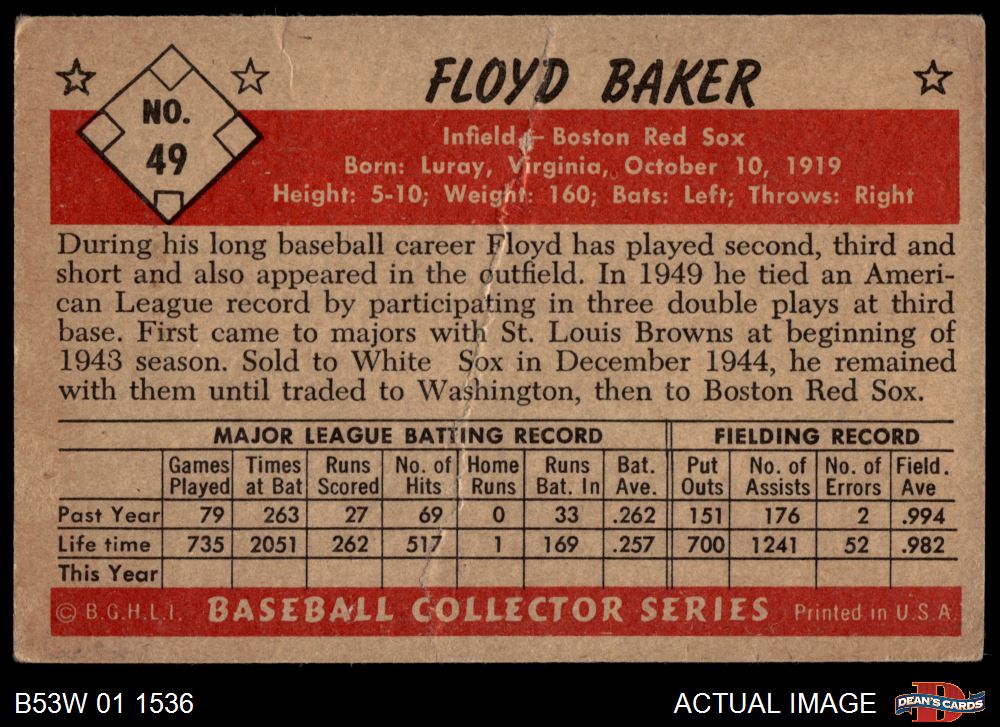 FLOYD BAKER
NO.
49
Infield - Boston Red Sox
Born: Luray, Virginia, October 10, 1919
Height: 5-10; Weight: 160; Bats: Left; Throws: Right
During his long baseball career Floyd has played second, third and
short and also appeared in the outfield. In 1949 he tied an Ameri-
can League record by participating in three double plays at third
base. First came to majors with St. Louis Browns at beginning of
1943 season. Sold to White Sox in December 1944, he remained
with them until traded to Washington, then to Boston Red Sox.
MAJOR LEAGUE BATTING RECORD FIELDING RECORD
Games Times Runs No. of Home Runs Bat. Put No. of No. of Field.
Played at Bat Scored Hits Runs Bat. In Ave. Outs Assists Errors Ave
Past Year 79 263 27 69 0 33 .262 151 176 2 .994
Life time 735 2051 262 517 1 169 .257 700 1241 52 .982
This Year
© B.G.H.L.I. BASEBALL COLLECTOR SERIES Printed in U.S.A.
B53W 01 1536 ACTUAL IMAGE D DEAN'S CARDS